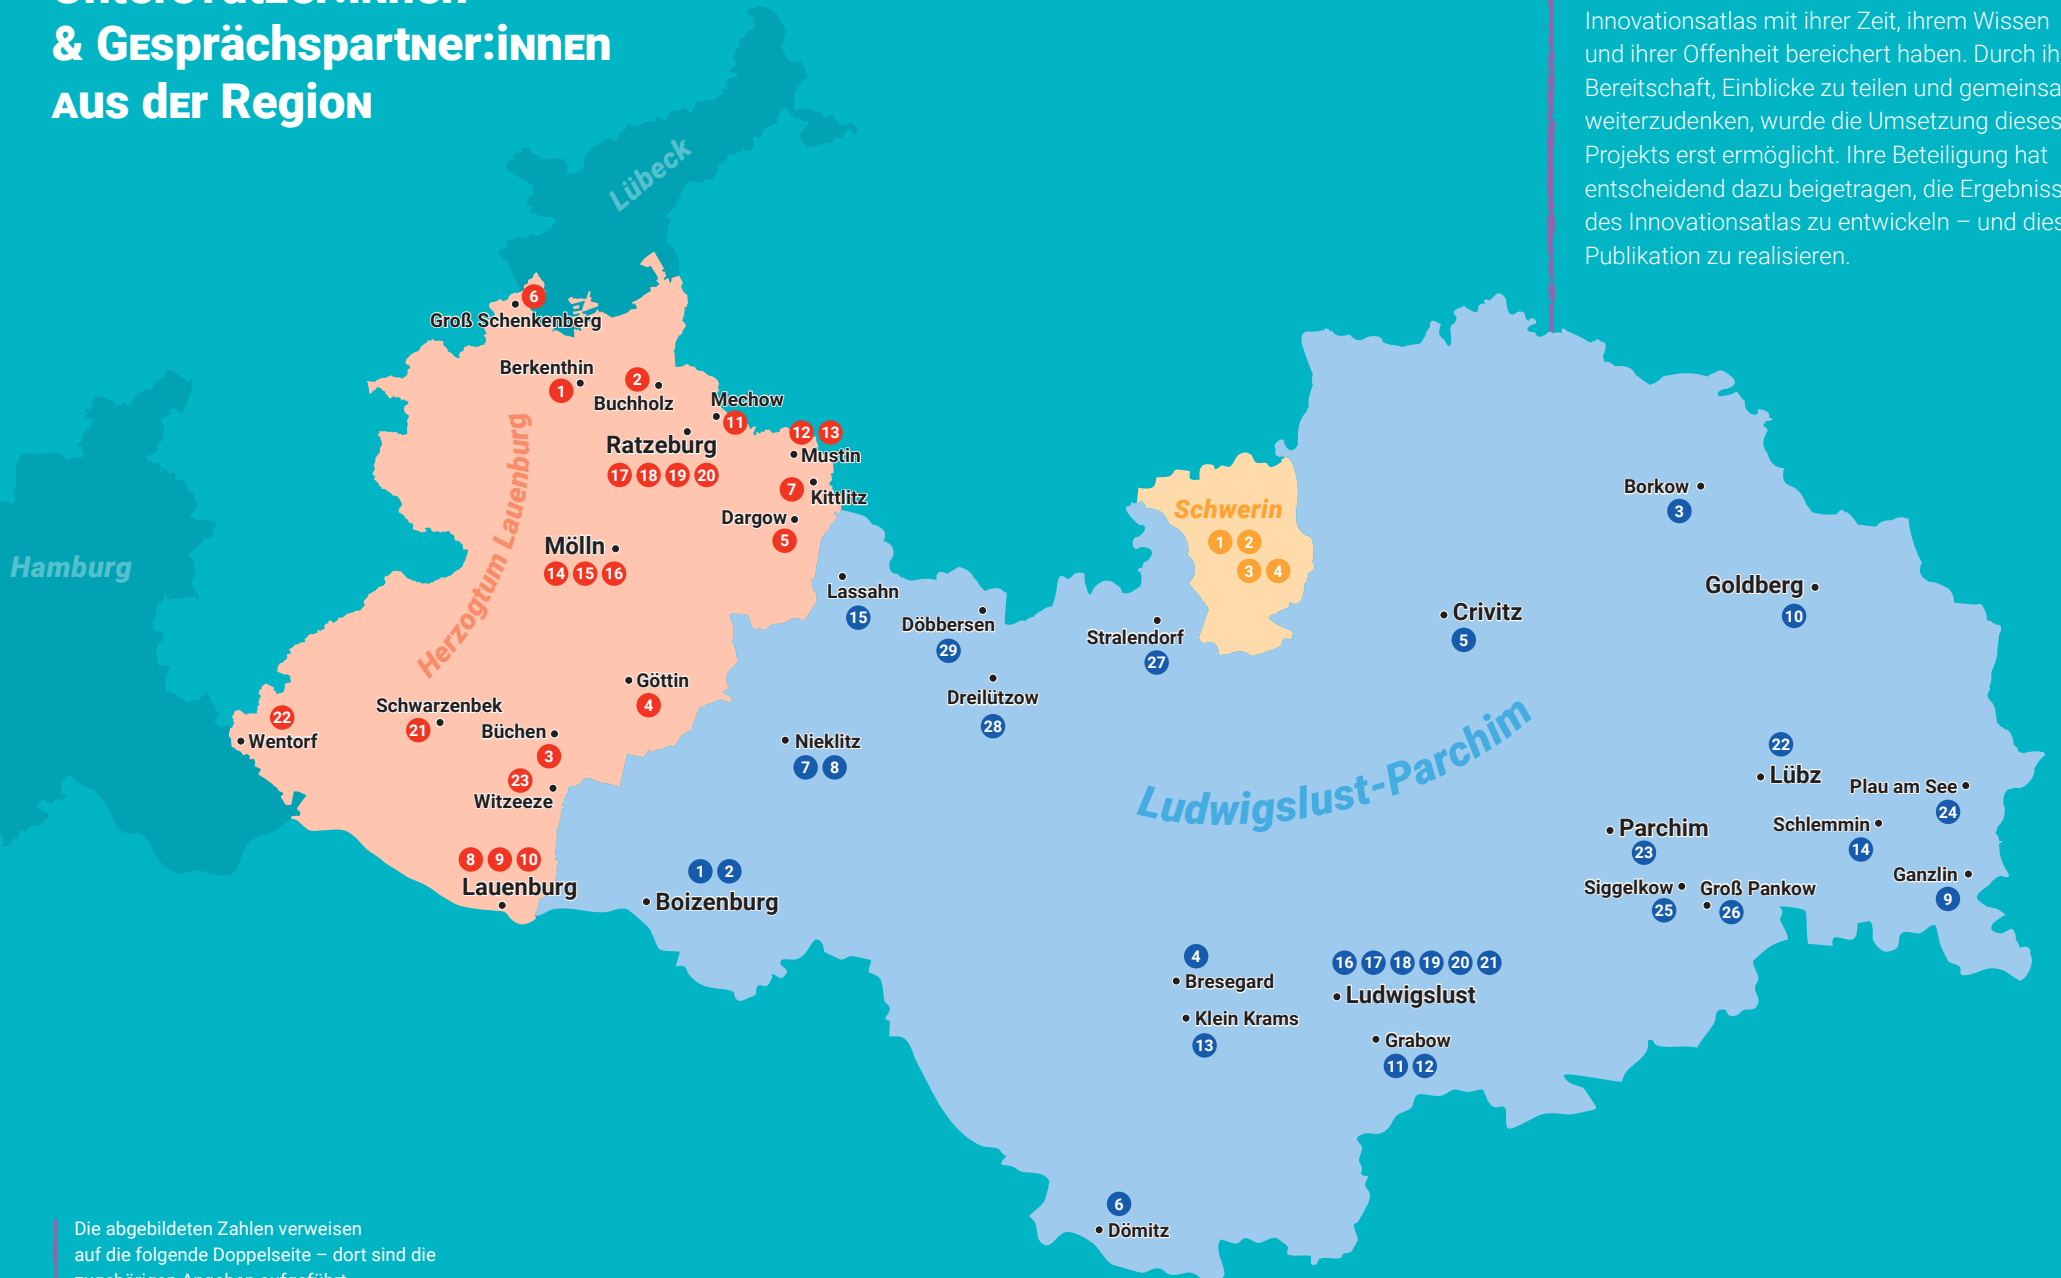 & Gesprächspartner:innen
aus der Region
Innovationsatlas mit ihrer Zeit, ihrem Wissen
und ihrer Offenheit bereichert haben. Durch
Bereitschaft, Einblicke zu teilen und
weiterzudenken, wurde die Umsetzung dieses
Projekts erst ermöglicht. Ihre Beteiligung hat
entscheidend dazu beigetragen, die
des Innovationsatlas zu entwickeln – und
Publikation zu realisieren.
Lübeck
Hamburg
Herzogtum Lauenburg
6
Groß Schenkenberg
Berkenthin
1
2
Buchholz
Mechow
11
Ratzeburg
17 18 19 20
12 13
Mustin
7
Kittlitz
Dargow
5
Mölln
14 15 16
Göttin
4
Schwarzenbek
21
22
Wentorf
Büchen
3
23
Witzeeze
8 9 10
Lauenburg
Schwerin
1 2
3 4
Ludwigslust-Parchim
Lassahn
15
Döbbersen
29
Dreilützow
28
Stralendorf
27
Nieklitz
7 8
1 2
Boizenburg
Crivitz
5
Borkow
3
Goldberg
10
22
Lübz
Plau am See
24
Schlemmin
14
Parchim
23
Siggelkow
25
Groß Pankow
26
Ganzlin
9
4
Bresegard
Klein Krams
13
16 17 18 19 20 21
Ludwigslust
Grabow
11 12
6
Dömitz
Die abgebildeten Zahlen verweisen
auf die folgende Doppelseite – dort sind die